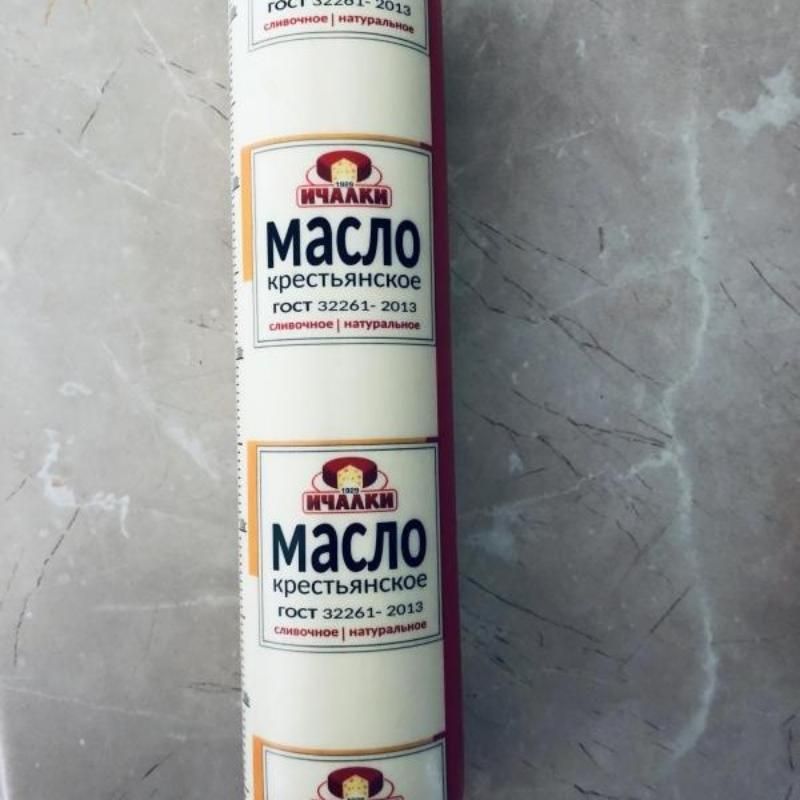 ГОСТ 32261- 2013
сливочное | натуральное
1929
ИЧАЛКИ
масло
крестьянское
ГОСТ 32261- 2013
сливочное | натуральное
1929
ИЧАЛКИ
масло
крестьянское
ГОСТ 32261- 2013
сливочное | натуральное